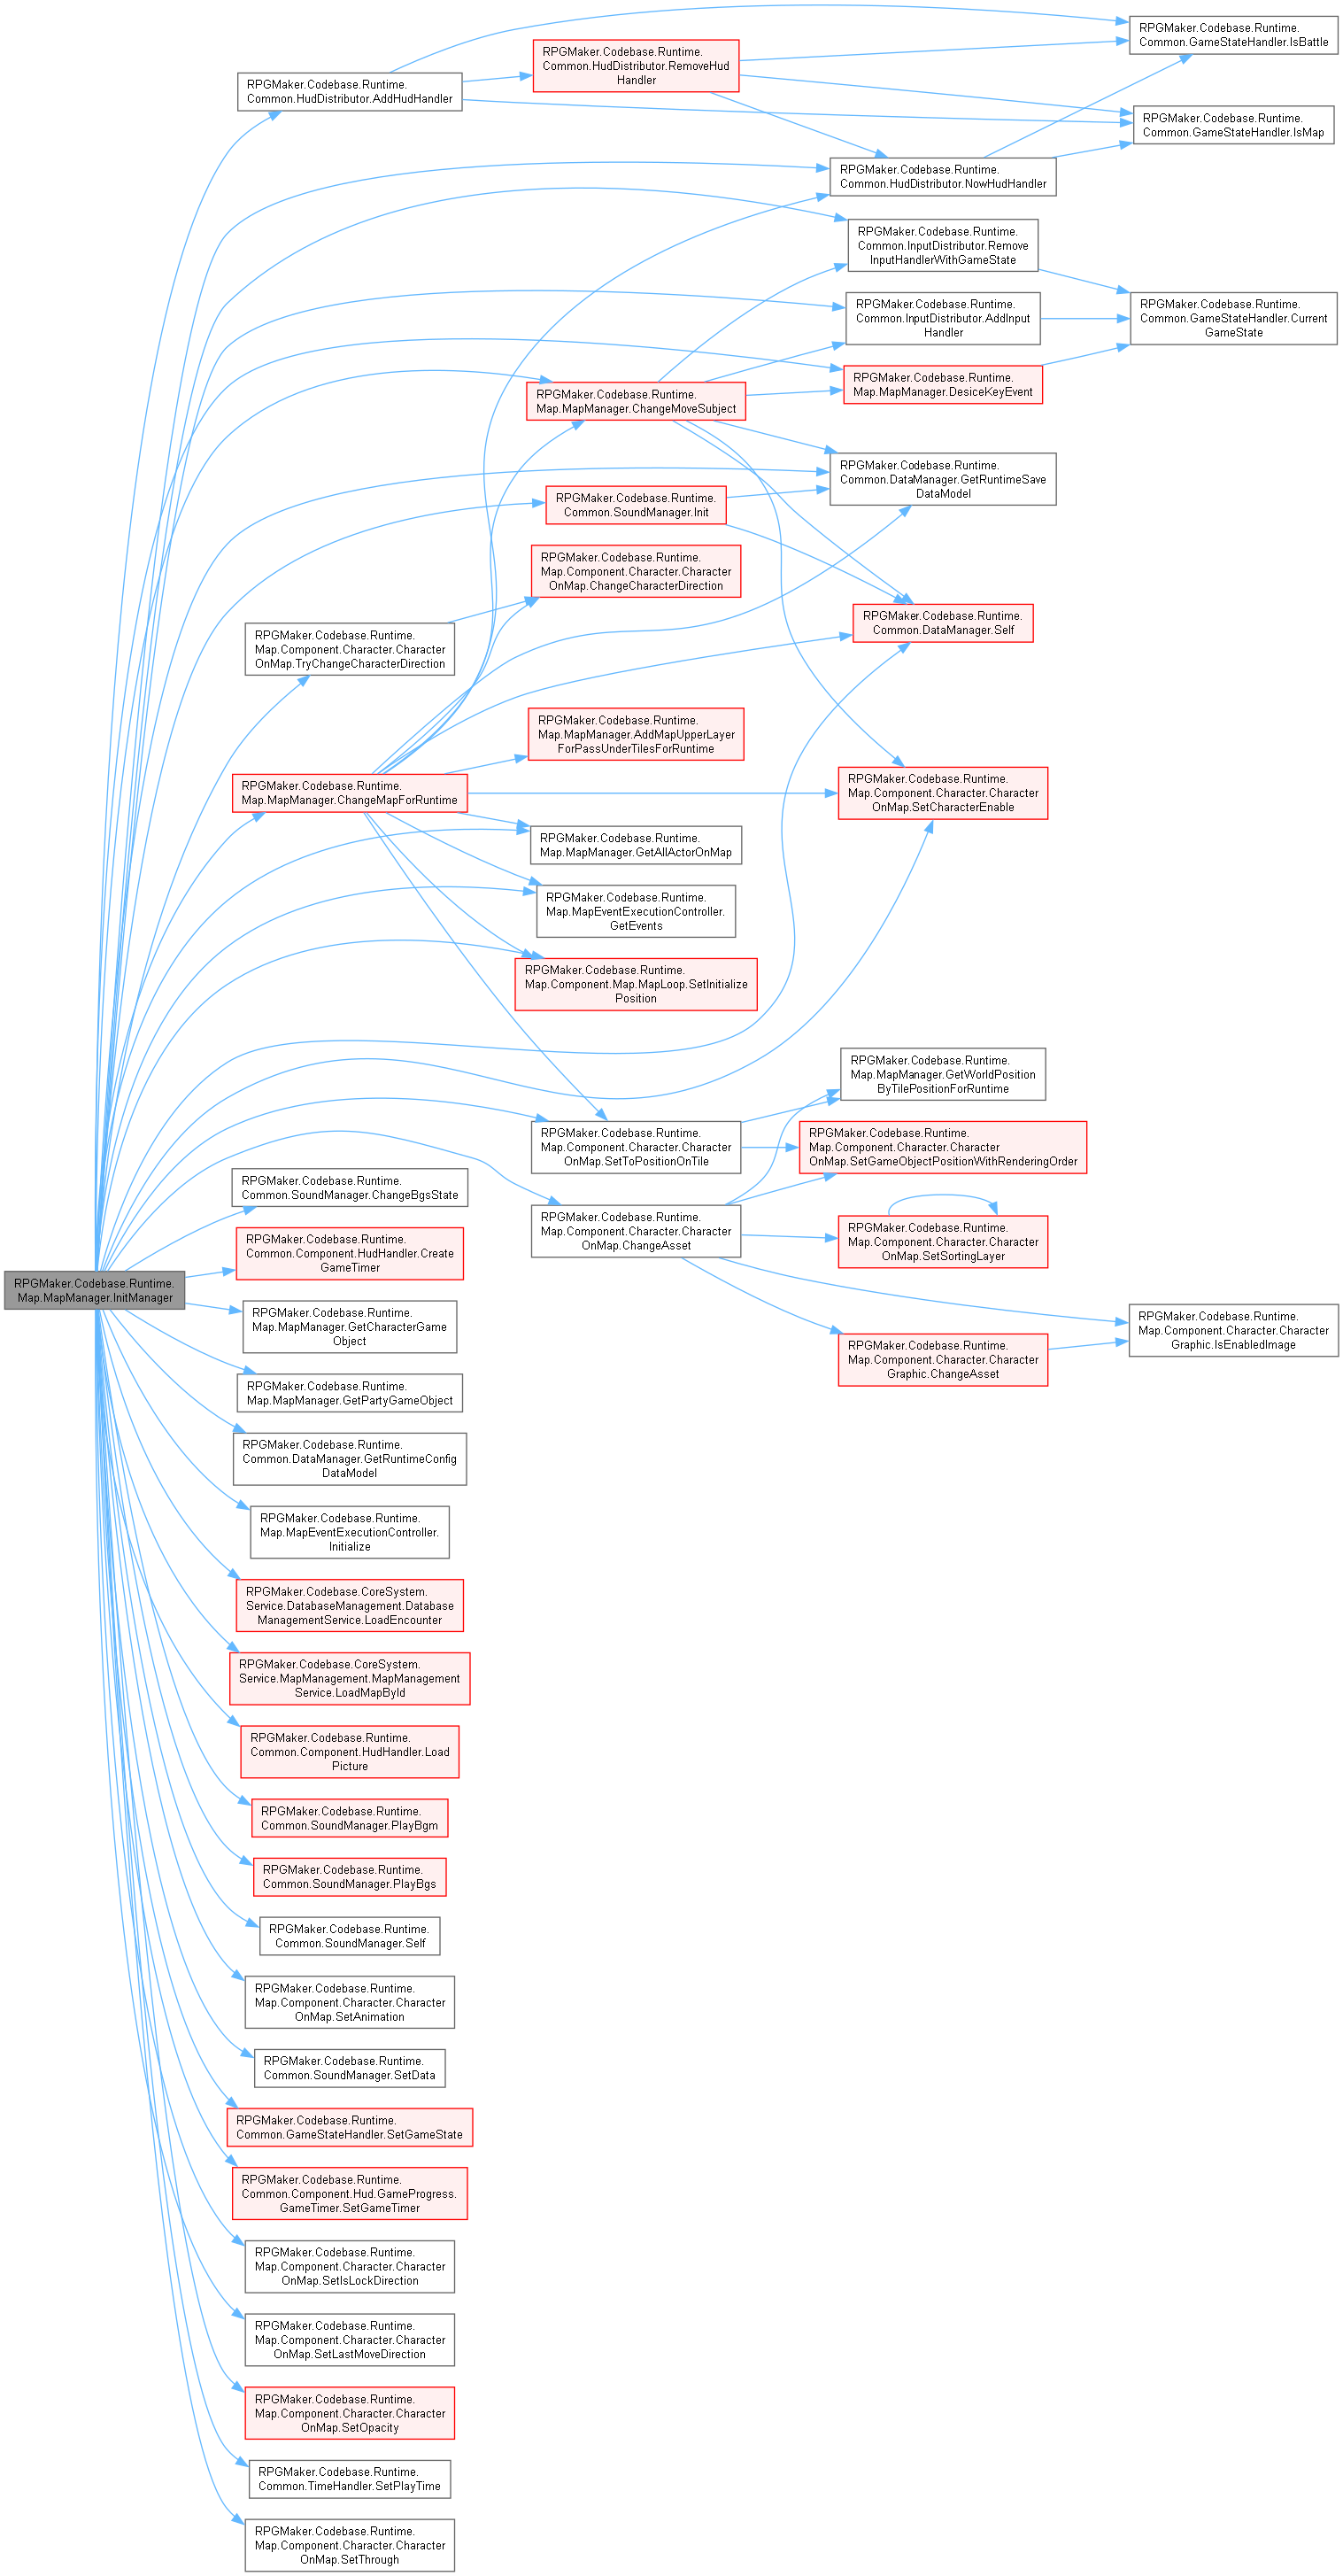 RPGMaker.Codebase.Runtime.
Map.MapManager.InitManager
RPGMaker.Codebase.Runtime.
Common.HudDistributor.AddHudHandler
RPGMaker.Codebase.Runtime.
Common.HudDistributor.RemoveHud
Handler
RPGMaker.Codebase.Runtime.
Common.GameStateHandler.IsBattle
RPGMaker.Codebase.Runtime.
Common.GameStateHandler.IsMap
RPGMaker.Codebase.Runtime.
Common.HudDistributor.NowHudHandler
RPGMaker.Codebase.Runtime.
Common.InputDistributor.Remove
InputHandlerWithGameState
RPGMaker.Codebase.Runtime.
Common.InputDistributor.AddInput
Handler
RPGMaker.Codebase.Runtime.
Common.GameStateHandler.Current
GameState
RPGMaker.Codebase.Runtime.
Map.MapManager.DesiceKeyEvent
RPGMaker.Codebase.Runtime.
Map.MapManager.ChangeMoveSubject
RPGMaker.Codebase.Runtime.
Common.DataManager.GetRuntimeSave
DataModel
RPGMaker.Codebase.Runtime.
Common.SoundManager.Init
RPGMaker.Codebase.Runtime.
Map.Component.Character.Character
OnMap.ChangeCharacterDirection
RPGMaker.Codebase.Runtime.
Common.DataManager.Self
RPGMaker.Codebase.Runtime.
Map.Component.Character.Character
OnMap.TryChangeCharacterDirection
RPGMaker.Codebase.Runtime.
Map.MapManager.AddMapUpperLayer
ForPassUnderTilesForRuntime
RPGMaker.Codebase.Runtime.
Map.MapManager.ChangeMapForRuntime
RPGMaker.Codebase.Runtime.
Map.Component.Character.Character
OnMap.SetCharacterEnable
RPGMaker.Codebase.Runtime.
Map.MapManager.GetAllActorOnMap
RPGMaker.Codebase.Runtime.
Map.MapEventExecutionController.
GetEvents
RPGMaker.Codebase.Runtime.
Map.Component.Map.MapLoop.SetInitialize
Position
RPGMaker.Codebase.Runtime.
Map.MapManager.GetWorldPosition
ByTilePositionForRuntime
RPGMaker.Codebase.Runtime.
Map.Component.Character.Character
OnMap.SetToPositionOnTile
RPGMaker.Codebase.Runtime.
Map.Component.Character.Character
OnMap.SetGameObjectPositionWithRenderingOrder
RPGMaker.Codebase.Runtime.
Common.SoundManager.ChangeBgsState
RPGMaker.Codebase.Runtime.
Map.Component.Character.Character
OnMap.ChangeAsset
RPGMaker.Codebase.Runtime.
Map.Component.Character.Character
OnMap.SetSortingLayer
RPGMaker.Codebase.Runtime.
Common.Component.HudHandler.Create
GameTimer
RPGMaker.Codebase.Runtime.
Map.MapManager.GetCharacterGame
Object
RPGMaker.Codebase.Runtime.
Map.Component.Character.Character
Graphic.IsEnabledImage
RPGMaker.Codebase.Runtime.
Map.Component.Character.Character
Graphic.ChangeAsset
RPGMaker.Codebase.Runtime.
Map.MapManager.GetPartyGameObject
RPGMaker.Codebase.Runtime.
Common.DataManager.GetRuntimeConfig
DataModel
RPGMaker.Codebase.Runtime.
Map.MapEventExecutionController.
Initialize
RPGMaker.Codebase.CoreSystem.
Service.DatabaseManagement.Database
ManagementService.LoadEncounter
RPGMaker.Codebase.CoreSystem.
Service.MapManagement.MapManagement
Service.LoadMapById
RPGMaker.Codebase.Runtime.
Common.Component.HudHandler.Load
Picture
RPGMaker.Codebase.Runtime.
Common.SoundManager.PlayBgm
RPGMaker.Codebase.Runtime.
Common.SoundManager.PlayBgs
RPGMaker.Codebase.Runtime.
Common.SoundManager.Self
RPGMaker.Codebase.Runtime.
Map.Component.Character.Character
OnMap.SetAnimation
RPGMaker.Codebase.Runtime.
Common.SoundManager.SetData
RPGMaker.Codebase.Runtime.
Common.GameStateHandler.SetGameState
RPGMaker.Codebase.Runtime.
Common.Component.Hud.GameProgress.
GameTimer.SetGameTimer
RPGMaker.Codebase.Runtime.
Map.Component.Character.Character
OnMap.SetIsLockDirection
RPGMaker.Codebase.Runtime.
Map.Component.Character.Character
OnMap.SetLastMoveDirection
RPGMaker.Codebase.Runtime.
Map.Component.Character.Character
OnMap.SetOpacity
RPGMaker.Codebase.Runtime.
Common.TimeHandler.SetPlayTime
RPGMaker.Codebase.Runtime.
Map.Component.Character.Character
OnMap.SetThrough